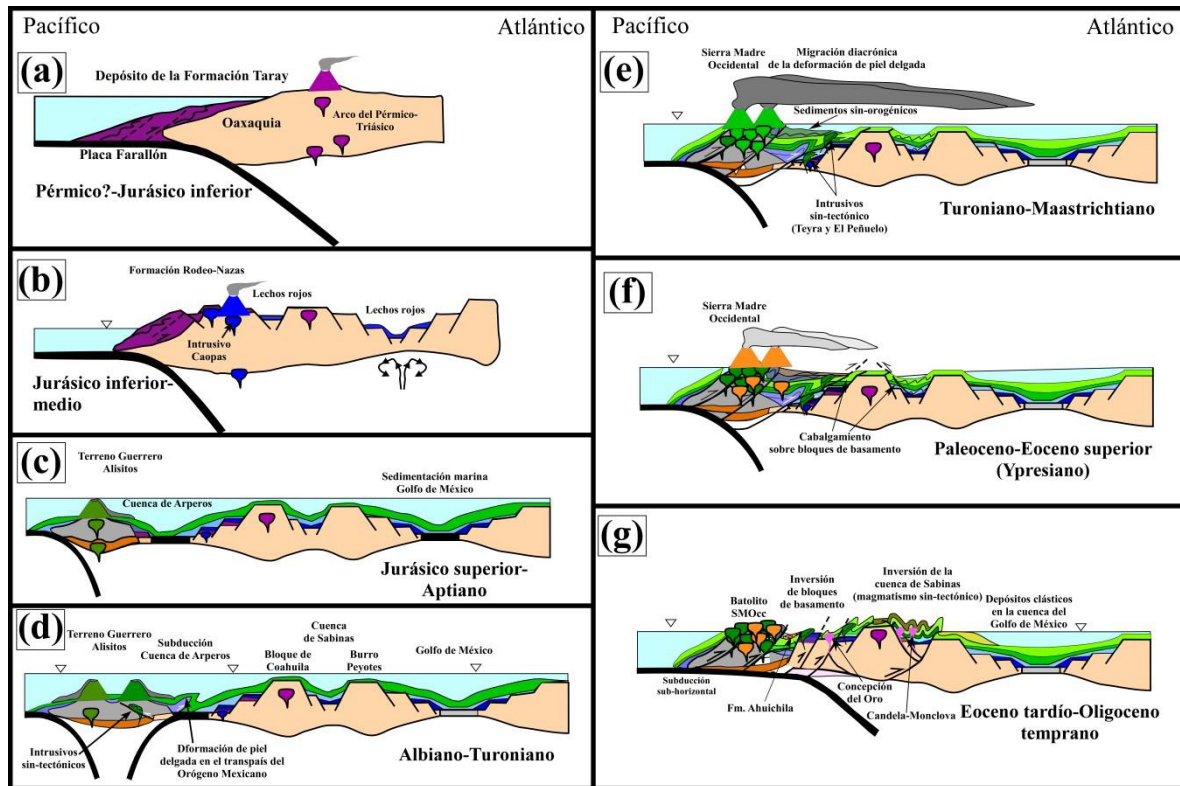 Pacífico
Atlántico
(a)
Depósito de la Formación Taray
Oaxaquia
Arco del Pérmico-
Triásico
Placa Farallón
Pérmico?-Jurásico inferior
(b)
Formación Rodeo-Nazas
Lechos rojos
Lechos rojos
Intrusivo
Caopas
Jurásico inferior-
medio
(c)
Terreno Guerrero
Alisitos
Cuenca de Arperos
Sedimentación marina
Golfo de México
Jurásico superior-
Aptiano
(d)
Terreno Guerrero
Alisitos
Subducción
Cuenca de Arperos
Cuenca
de Sabinas
Bloque de
Coahuila
Burro
Peyotes
Golfo de México
Intrusivos
sin-tectónicos
Dformación de piel
delgada en el transpaís del
Orógeno Mexicano
Albiano-Turoniano
Pacífico
Atlántico
(e)
Sierra Madre
Occidental
Migración diacrónica
de la deformación de piel delgada
Sedimentos sin-orogénicos
Intrusivos
sin-tectónico
(Teyra y El Peñuelo)
Turoniano-Maastrichtiano
(f)
Sierra Madre
Occidental
Cabalgamiento
sobre bloques de basamento
Paleoceno-Eoceno superior
(Ypresiano)
(g)
Batolito
SMOcc
Inversión
de bloques
de basamento
Inversión de la
cuenca de Sabinas
(magmatismo sin-tectónico)
Depósitos clásticos
en la cuenca del
Golfo de México
Subducción
sub-horizontal
Fm. Ahuichila
Concepción
del Oro
Candela-Monclova
Eoceno tardío-Oligoceno
temprano